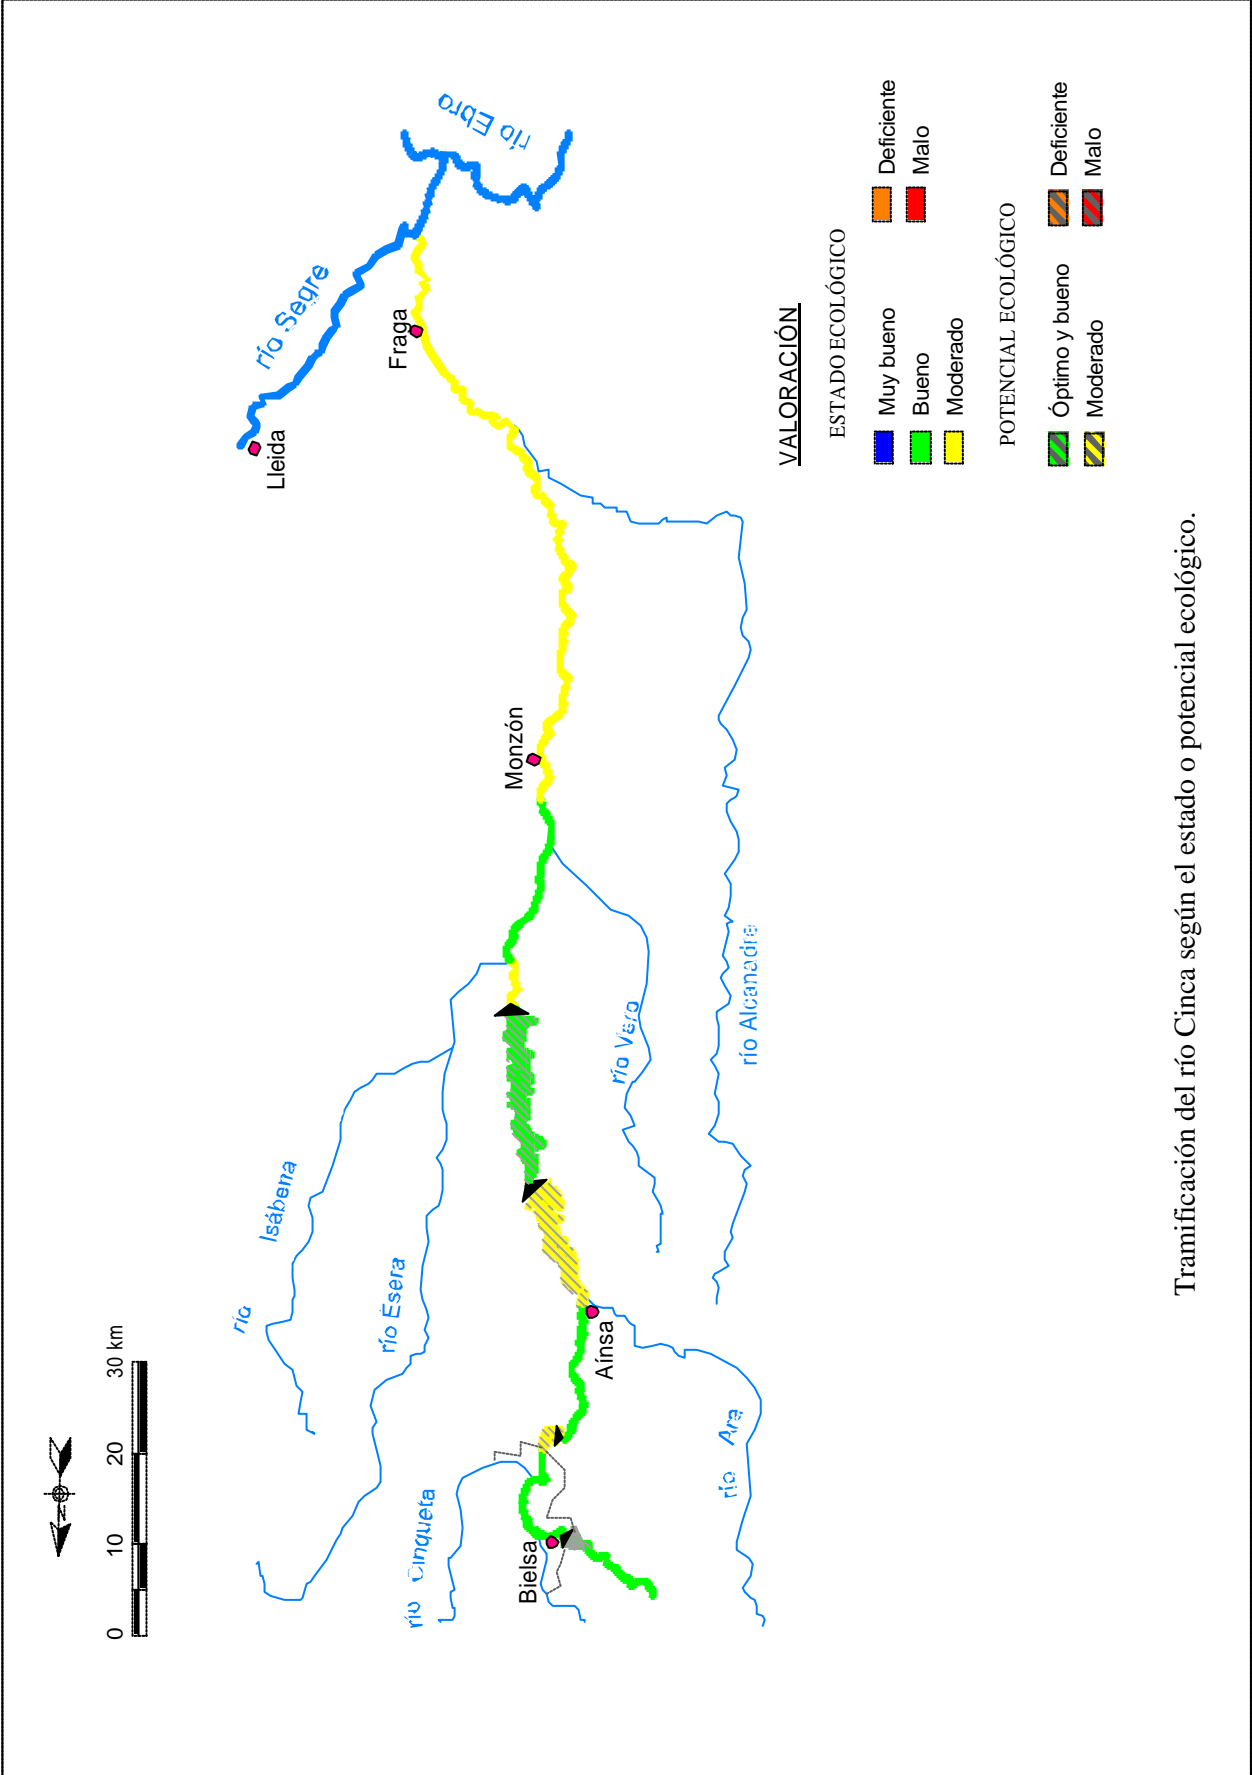 0 10 20 30 km
N
río Isábena
río Esera
río Cinqueta
Bielsa
río Ara
Aínsa
río Vero
río Alcanadre
Monzón
Fraga
Lleida
río Segre
río Ebro
VALORACIÓN
ESTADO ECOLÓGICO
Muy bueno
Bueno
Moderado
Deficiente
Malo
POTENCIAL ECOLÓGICO
Óptimo y bueno
Moderado
Deficiente
Malo
Tramificación del río Cinca según el estado o potencial ecológico.